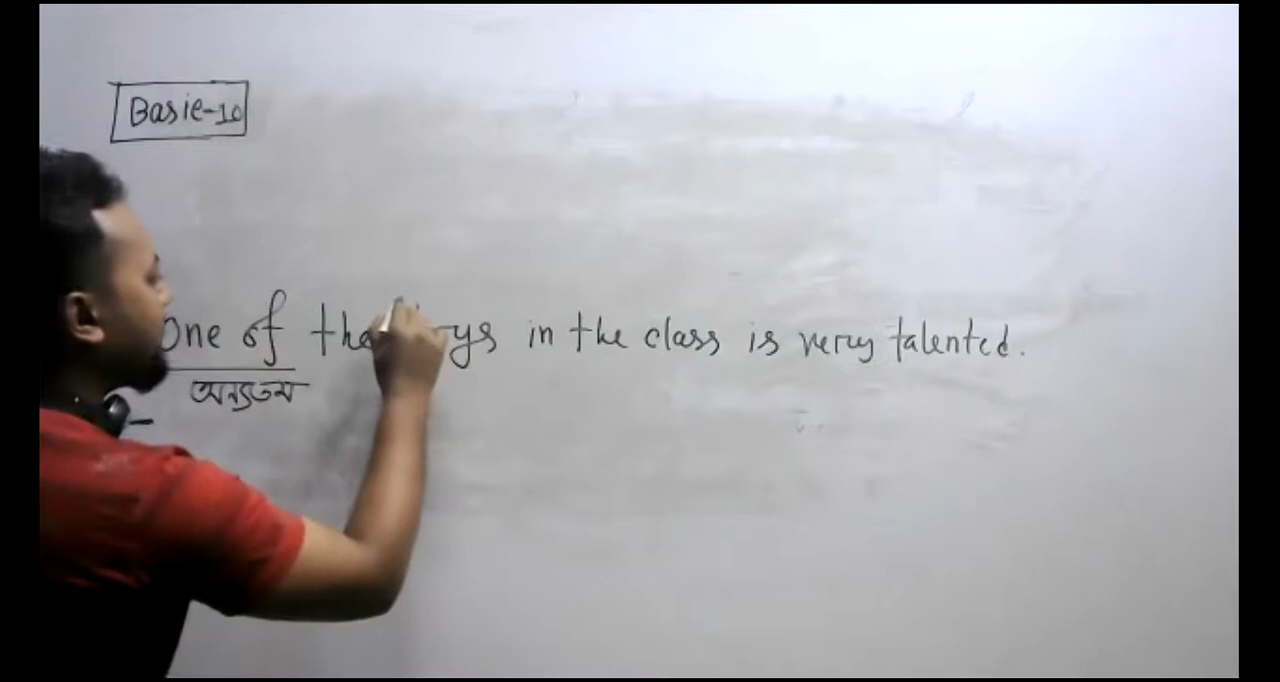 Basic-10
One of the boys in the class is very talented.
অন্যতম